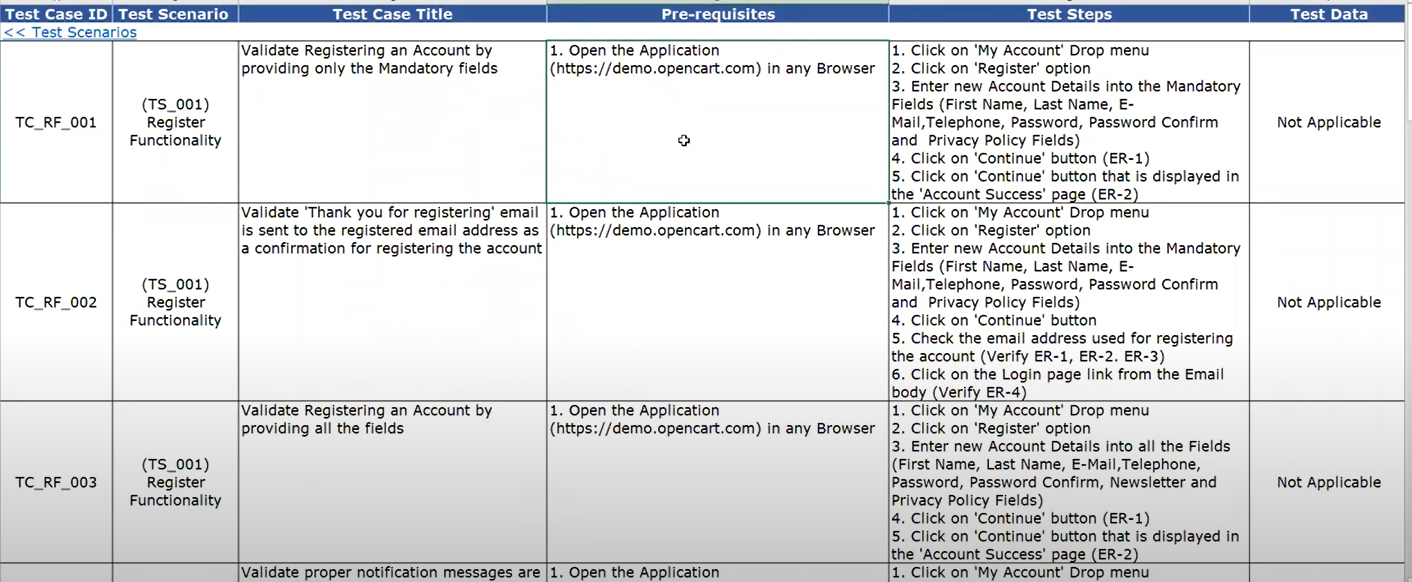 Test Case ID Test Scenario Test Case Title Pre-requisites Test Steps Test Data
<< Test Scenarios
TC_RF_001
(TS_001)
Register
Functionality
Validate Registering an Account by
providing only the Mandatory fields
1. Open the Application
(https://demo.opencart.com) in any Browser
1. Click on 'My Account' Drop menu
2. Click on 'Register' option
3. Enter new Account Details into the Mandatory
Fields (First Name, Last Name, E-
Mail,Telephone, Password, Password Confirm
and  Privacy Policy Fields)
4. Click on 'Continue' button (ER-1)
5. Click on 'Continue' button that is displayed in
the 'Account Success' page (ER-2)
Not Applicable
TC_RF_002
(TS_001)
Register
Functionality
Validate 'Thank you for registering' email
is sent to the registered email address as
a confirmation for registering the account
1. Open the Application
(https://demo.opencart.com) in any Browser
1. Click on 'My Account' Drop menu
2. Click on 'Register' option
3. Enter new Account Details into the Mandatory
Fields (First Name, Last Name, E-
Mail,Telephone, Password, Password Confirm
and  Privacy Policy Fields)
4. Click on 'Continue' button
5. Check the email address used for registering
the account (Verify ER-1, ER-2. ER-3)
6. Click on the Login page link from the Email
body (Verify ER-4)
Not Applicable
TC_RF_003
(TS_001)
Register
Functionality
Validate Registering an Account by
providing all the fields
1. Open the Application
(https://demo.opencart.com) in any Browser
1. Click on 'My Account' Drop menu
2. Click on 'Register' option
3. Enter new Account Details into all the Fields
(First Name, Last Name, E-Mail,Telephone,
Password, Password Confirm, Newsletter and
Privacy Policy Fields)
4. Click on 'Continue' button (ER-1)
5. Click on 'Continue' button that is displayed in
the 'Account Success' page (ER-2)
Not Applicable
Validate proper notification messages are
1. Open the Application
1. Click on 'My Account' Drop menu